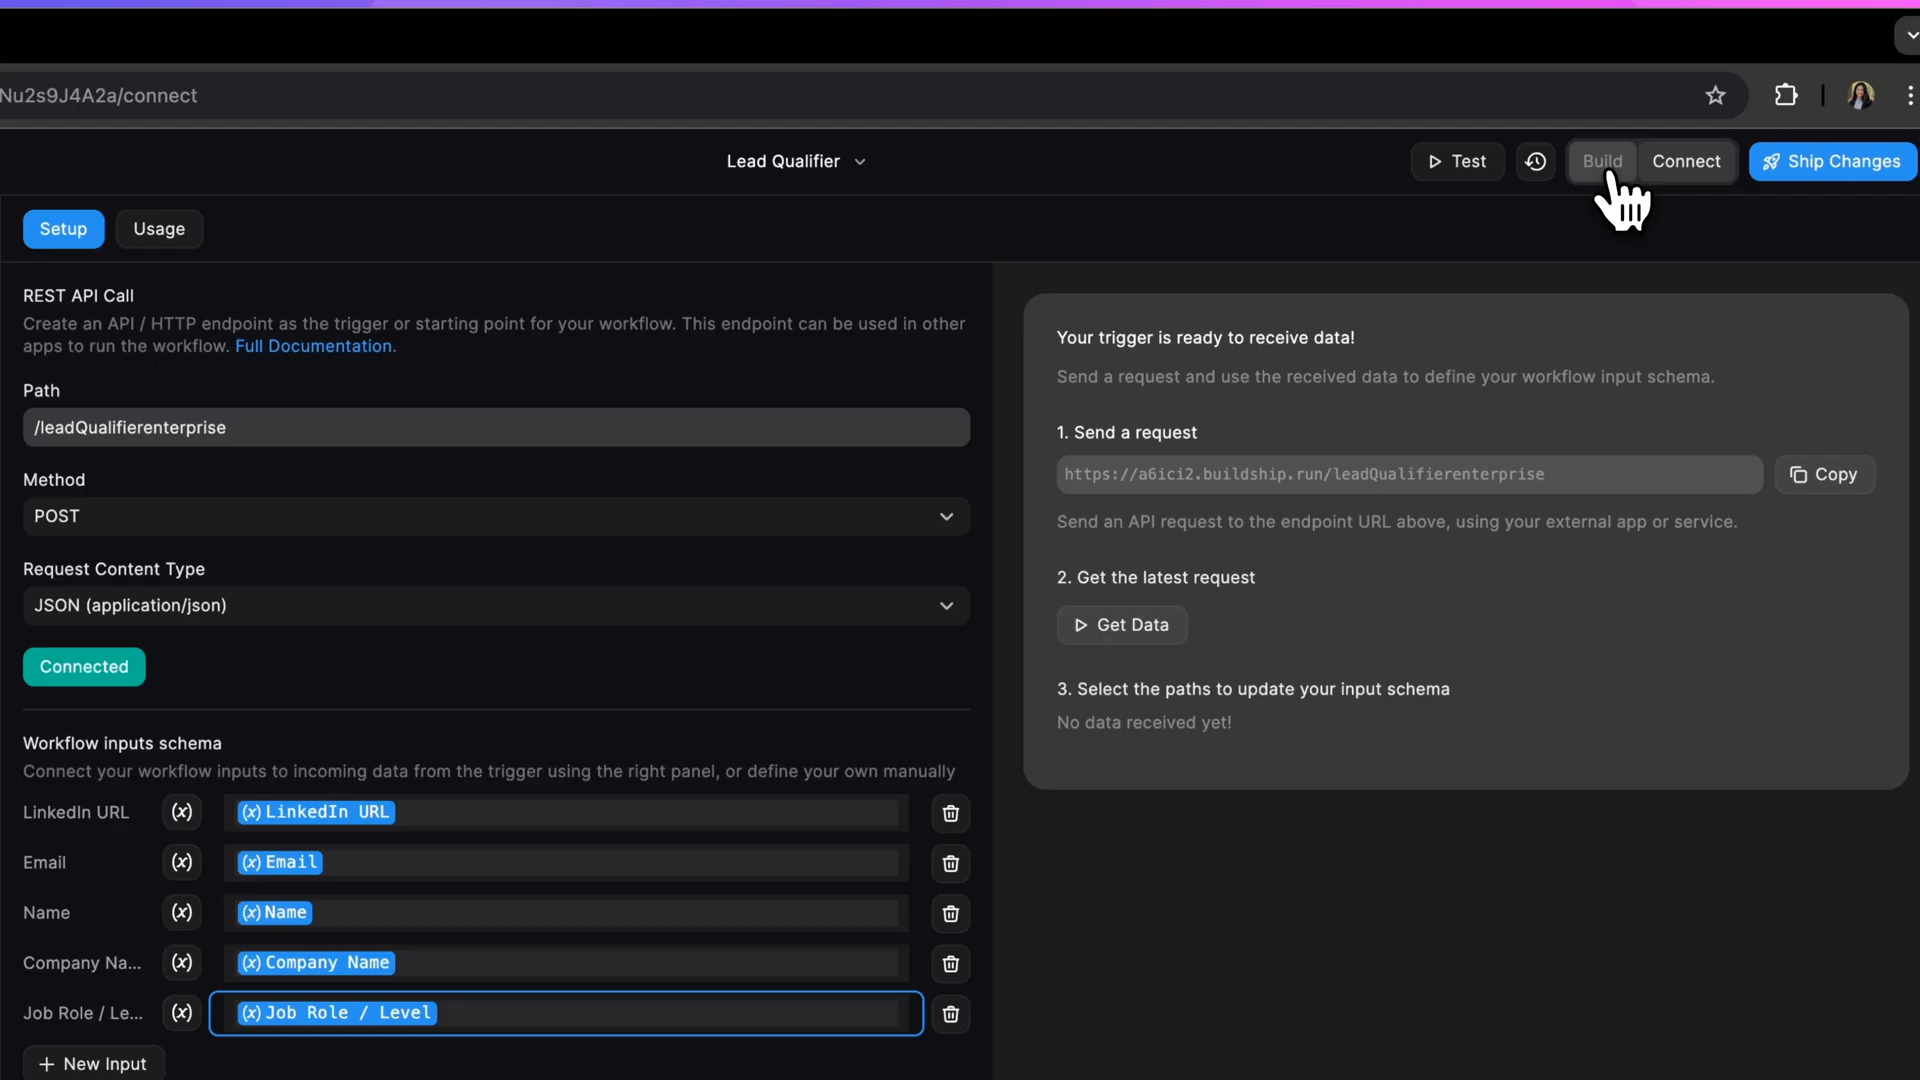 Nu2s9J4A2a/connect
Lead Qualifier
Test
Build
Connect
Ship Changes
Setup
Usage
REST API Call
Create an API / HTTP endpoint as the trigger or starting point for your workflow. This endpoint can be used in other
apps to run the workflow. Full Documentation.
Path
/leadQualifierenterprise
Method
POST
Request Content Type
JSON (application/json)
Connected
Workflow inputs schema
Connect your workflow inputs to incoming data from the trigger using the right panel, or define your own manually
LinkedIn URL (x) (x) LinkedIn URL
Email (x) (x) Email
Name (x) (x) Name
Company Na... (x) (x) Company Name
Job Role / Le... (x) (x) Job Role / Level
+ New Input
Your trigger is ready to receive data!
Send a request and use the received data to define your workflow input schema.
1. Send a request
https://a6ici2.buildship.run/leadQualifierenterprise
Copy
Send an API request to the endpoint URL above, using your external app or service.
2. Get the latest request
Get Data
3. Select the paths to update your input schema
No data received yet!